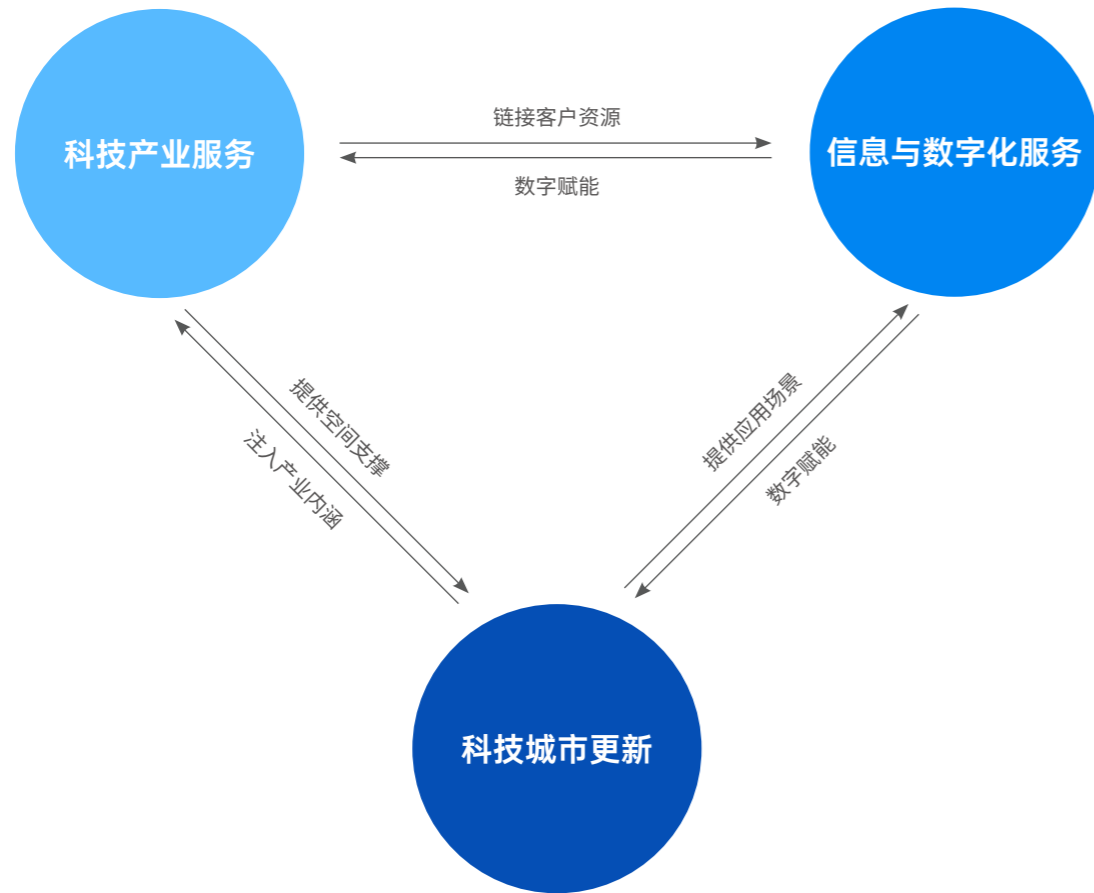 链接客户资源
科技产业服务
信息与数字化服务
数字赋能
提供空间支撑
注入产业内涵
提供应用场景
数字赋能
科技城市更新